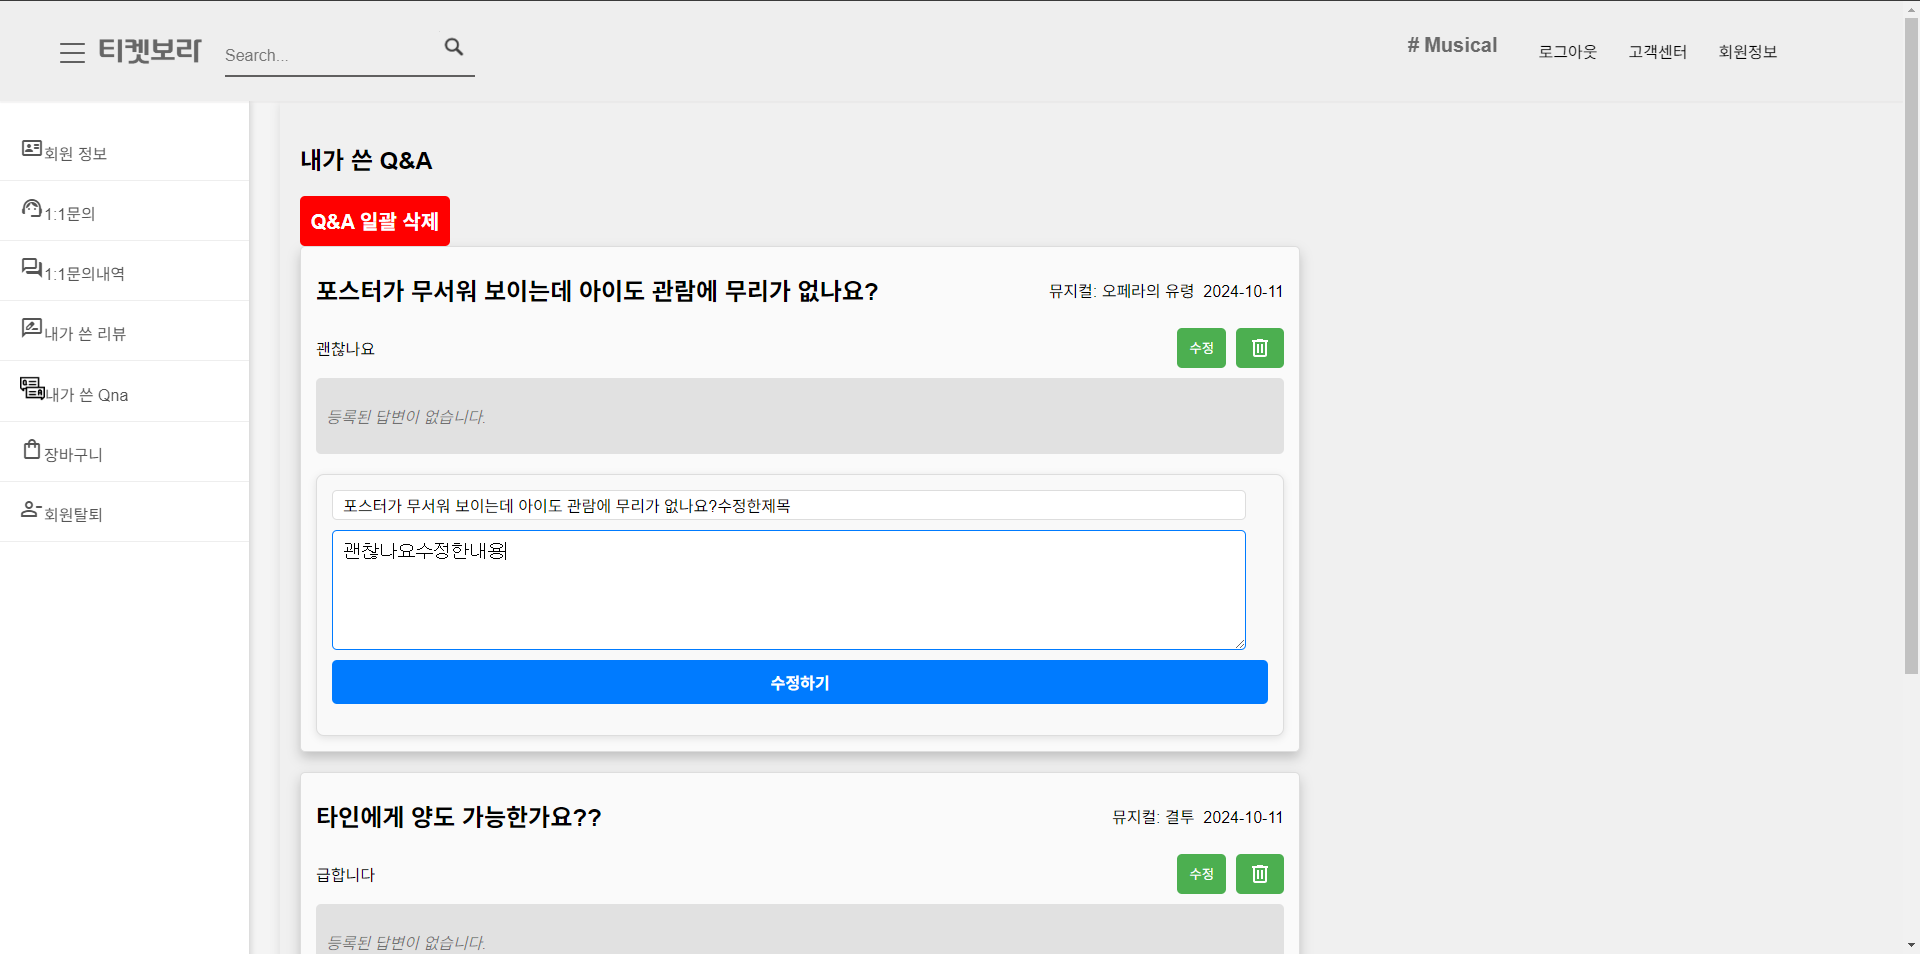 티켓보라
Search...
# Musical
로그아웃
고객센터
회원정보
회원 정보
1:1문의
1:1문의내역
내가 쓴 리뷰
내가 쓴 Qna
장바구니
회원탈퇴
내가 쓴 Q&A
Q&A 일괄 삭제
포스터가 무서워 보이는데 아이도 관람에 무리가 없나요?
뮤지컬: 오페라의 유령 2024-10-11
괜찮나요
수정
등록된 답변이 없습니다.
포스터가 무서워 보이는데 아이도 관람에 무리가 없나요?수정한제목
괜찮나요수정한내용
수정하기
타인에게 양도 가능한가요??
뮤지컬: 결투 2024-10-11
급합니다
수정
등록된 답변이 없습니다.